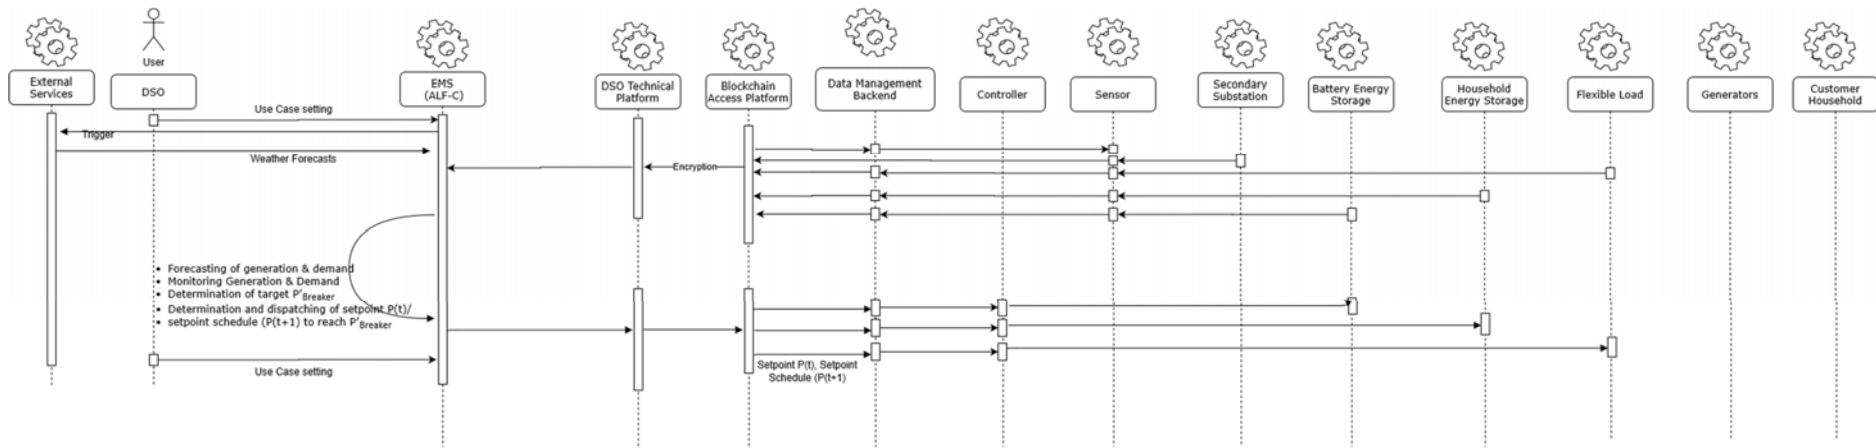 User
External
Services
DSO
EMS
(ALF-C)
DSO Technical
Platform
Blockchain
Access Platform
Data Management
Backend
Controller
Sensor
Secondary
Substation
Battery Energy
Storage
Household
Energy Storage
Flexible Load
Generators
Customer
Household
Use Case setting
Trigger
Weather Forecasts
Encryption
• Forecasting of generation & demand
• Monitoring Generation & Demand
• Determination of target P'Breaker
• Determination and dispatching of setpoint P(t)/
• setpoint schedule (P(t+1) to reach P'Breaker
Use Case setting
Setpoint P(t), Setpoint
Schedule (P(t+1)